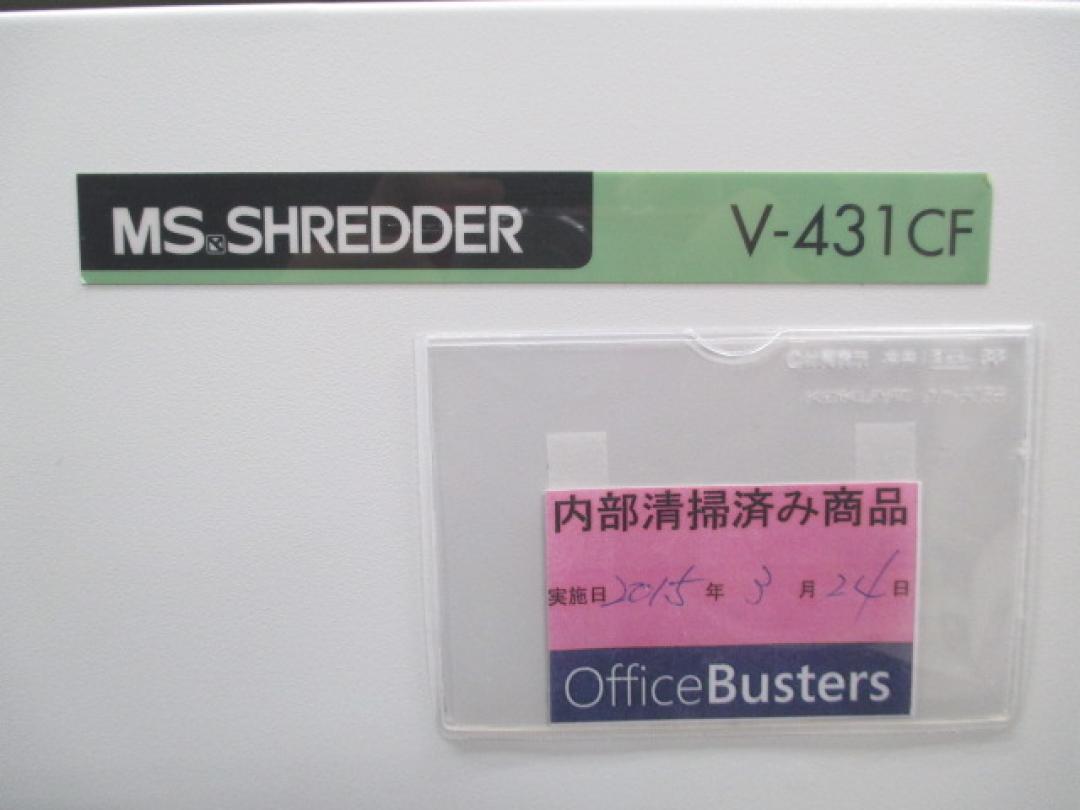 MS SHREDDER V-431CF
内部清掃済み商品
実施日2015年3月24日
OfficeBusters